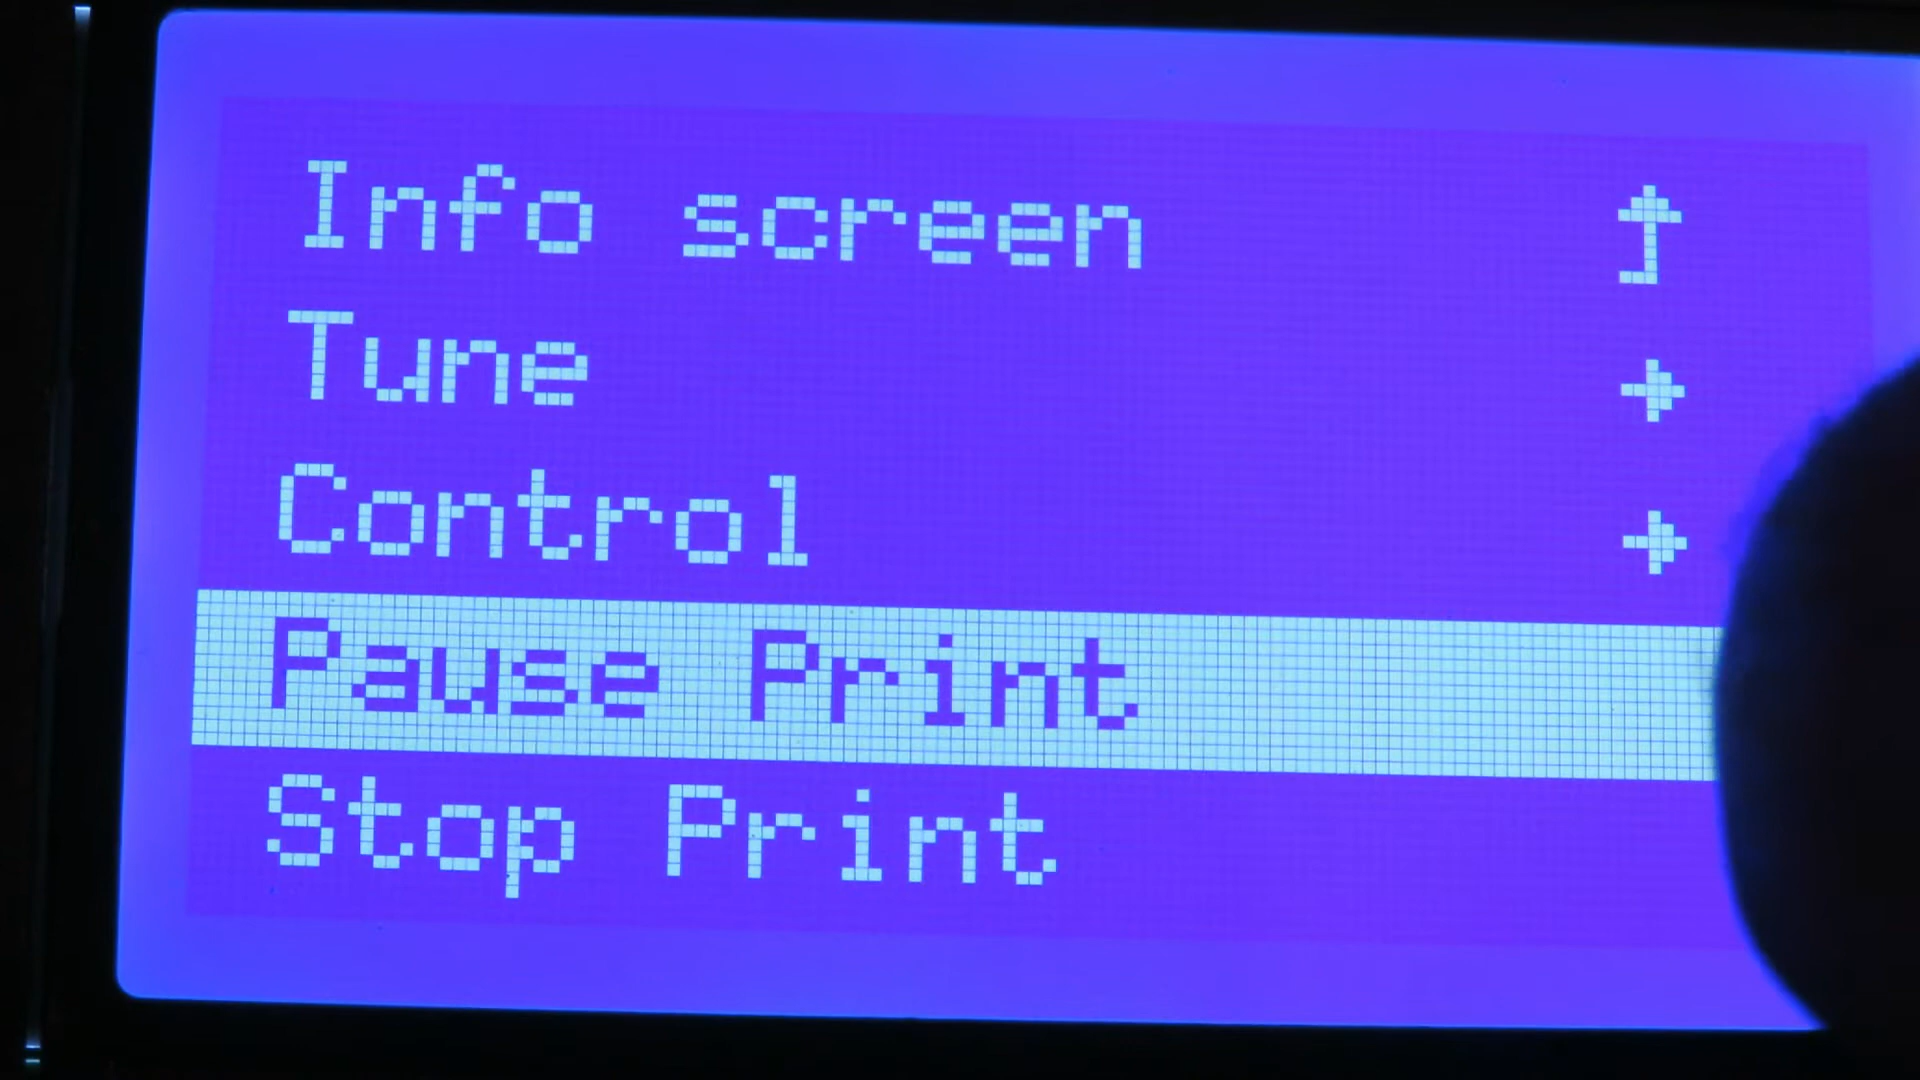 Info screen
Tune
Control
Pause Print
Stop Print